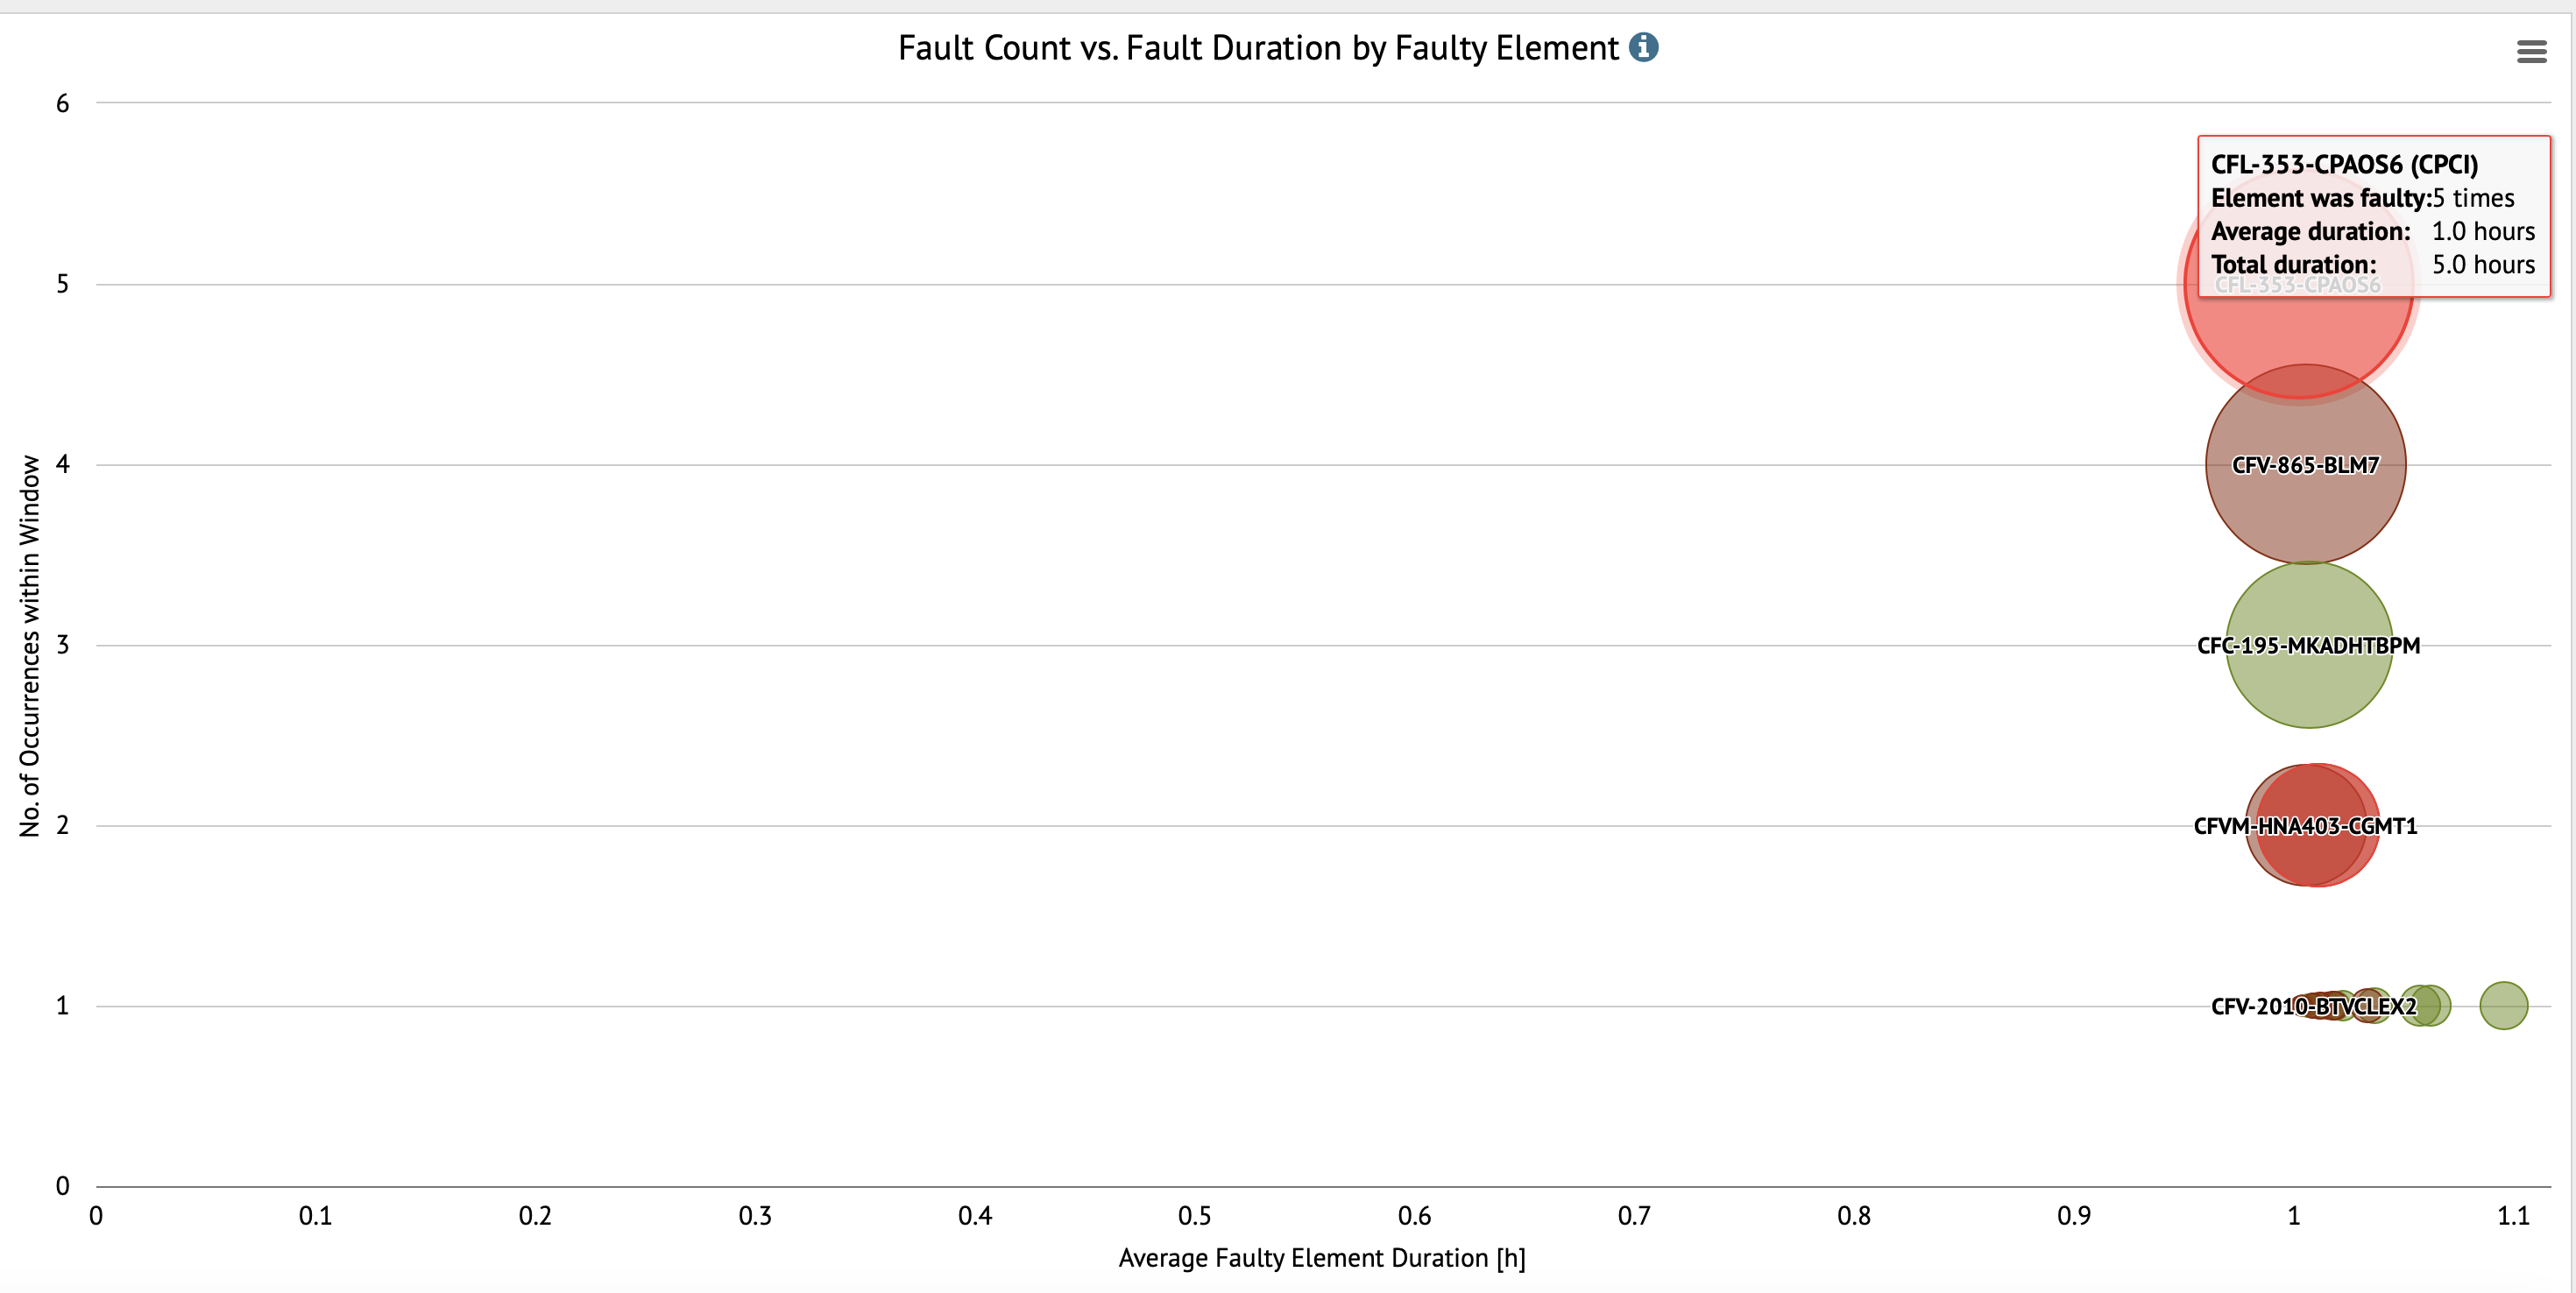 Fault Count vs. Fault Duration by Faulty Element
6
5
4
3
2
1
0
No. of Occurrences within Window
CFL-353-CPAOS6 (CPCI)
Element was faulty:5 times
Average duration: 1.0 hours
Total duration: 5.0 hours
CFL-353-CPAOS6
CFV-865-BLM7
CFC-195-MKADHTBPM
CFVM-HNA403-CGMT1
CFV-2010-BTVCLEX2
0 0.1 0.2 0.3 0.4 0.5 0.6 0.7 0.8 0.9 1 1.1
Average Faulty Element Duration [h]